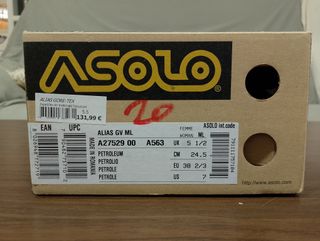 ASOLO
ALIAS GORE-TEX
5.5
131,99 €
20
EAN UPC
ALIAS GV ML
FEMME
WOMAN ML
ASOLO int.code
A27529 00 A563
UK 5 1/2
MADE IN ROMANIA
PETROLEUM
CM 24.5
PETROLIO
EU 38 2/3
PETROLE
PETROLE
US 7
www.asolo.com